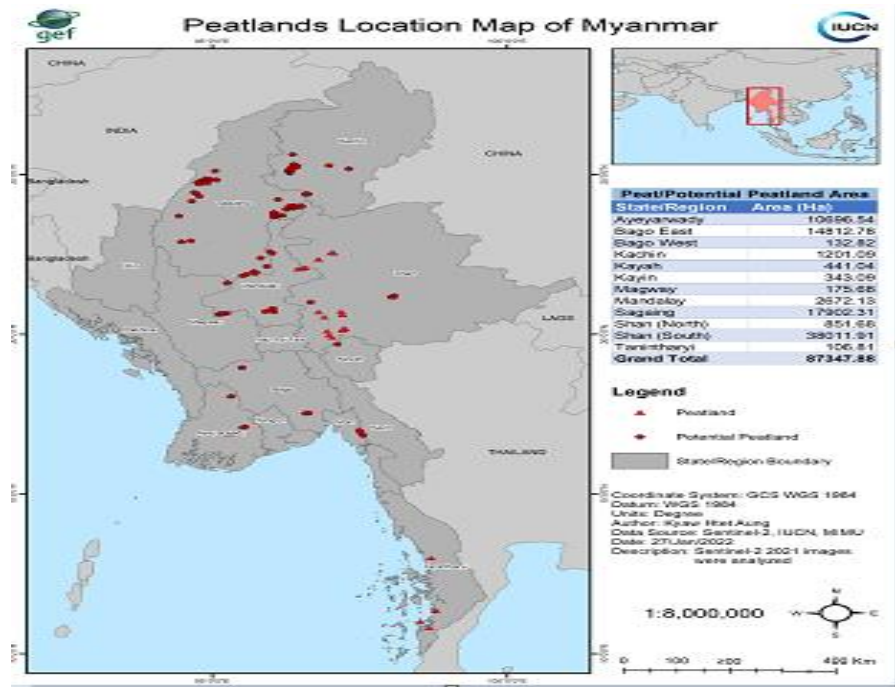 gef
Peatlands Location Map of Myanmar
IUCN
CHINA
INDIA
CHINA
Bangladesh
Bangladesh
LAOS
THAILAND
Peat/Potential Peatland Area
State/Region Area (Ha)
Ayeyarwady 10696.54
Bago East 14812.78
Bago West 132.82
Kachin 1201.09
Kayah 441.04
Kayin 343.09
Magway 175.68
Mandalay 2672.13
Sagaing 17902.31
Shan (North) 851.68
Shan (South) 38011.91
Tanintharyi 106.81
Grand Total 87347.88
Legend
Peatland
Potential Peatland
State/Region Boundary
Coordinate System: GCS WGS 1984
Datum: WGS 1984
Units: Degree
Author: Kyaw Htet Aung
Data Source: Sentinel-2, IUCN, MIMU
Date: 27/Jan/2022
Description: Sentinel-2 2021 images
were analyzed
1:8,000,000
N
W E
S
0 100 200 400 Km